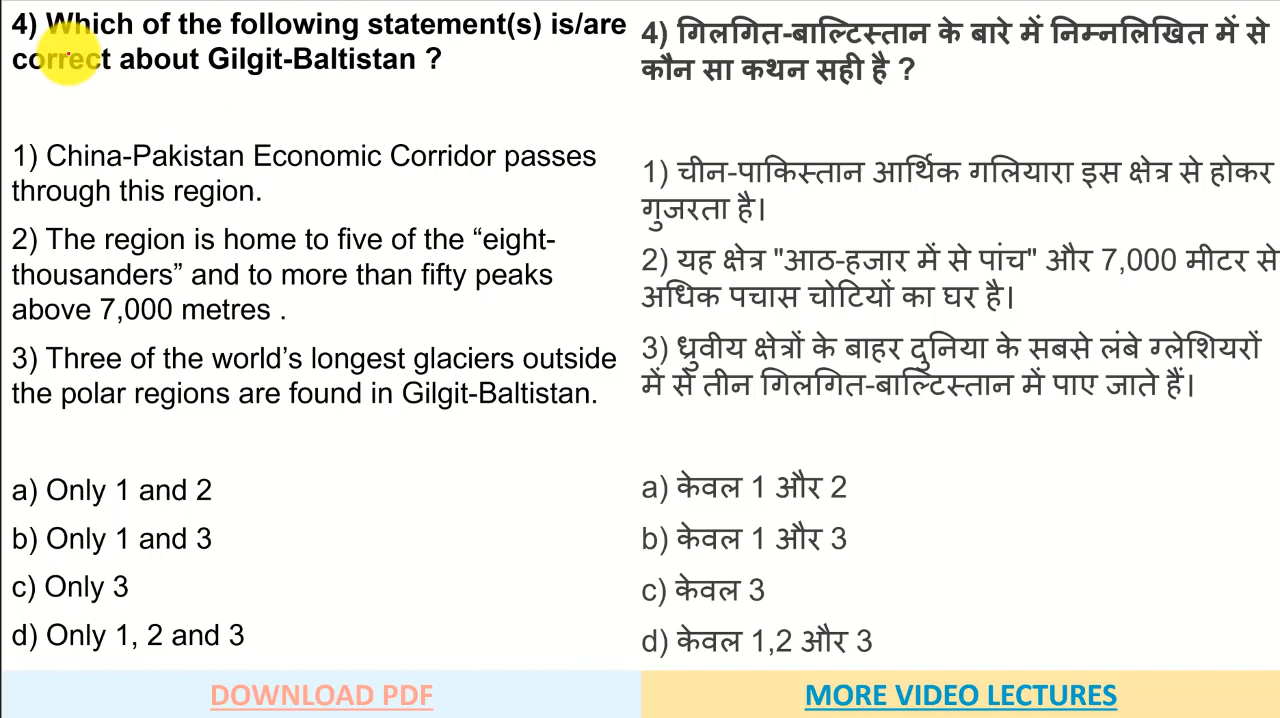 4) Which of the following statement(s) is/are
correct about Gilgit-Baltistan ?
1) China-Pakistan Economic Corridor passes
through this region.
2) The region is home to five of the “eight-
thousanders” and to more than fifty peaks
above 7,000 metres .
3) Three of the world’s longest glaciers outside
the polar regions are found in Gilgit-Baltistan.
a) Only 1 and 2
b) Only 1 and 3
c) Only 3
d) Only 1, 2 and 3
4) गिलगित-बाल्टिस्तान के बारे में निम्नलिखित में से
कौन सा कथन सही है ?
1) चीन-पाकिस्तान आर्थिक गलियारा इस क्षेत्र से होकर
गुजरता है।
2) यह क्षेत्र "आठ-हजार में से पांच" और 7,000 मीटर से
अधिक पचास चोटियों का घर है।
3) ध्रुवीय क्षेत्रों के बाहर दुनिया के सबसे लंबे ग्लेशियरों
में से तीन गिलगित-बाल्टिस्तान में पाए जाते हैं।
a) केवल 1 और 2
b) केवल 1 और 3
c) केवल 3
d) केवल 1,2 और 3
DOWNLOAD PDF
MORE VIDEO LECTURES